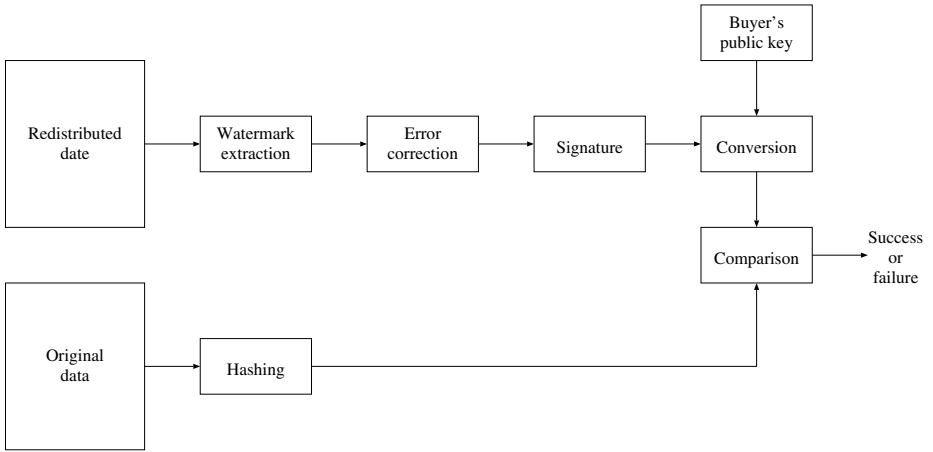 Buyer's
public key
Redistributed
date
Watermark
extraction
Error
correction
Signature
Conversion
Comparison
Success
or
failure
Original
data
Hashing